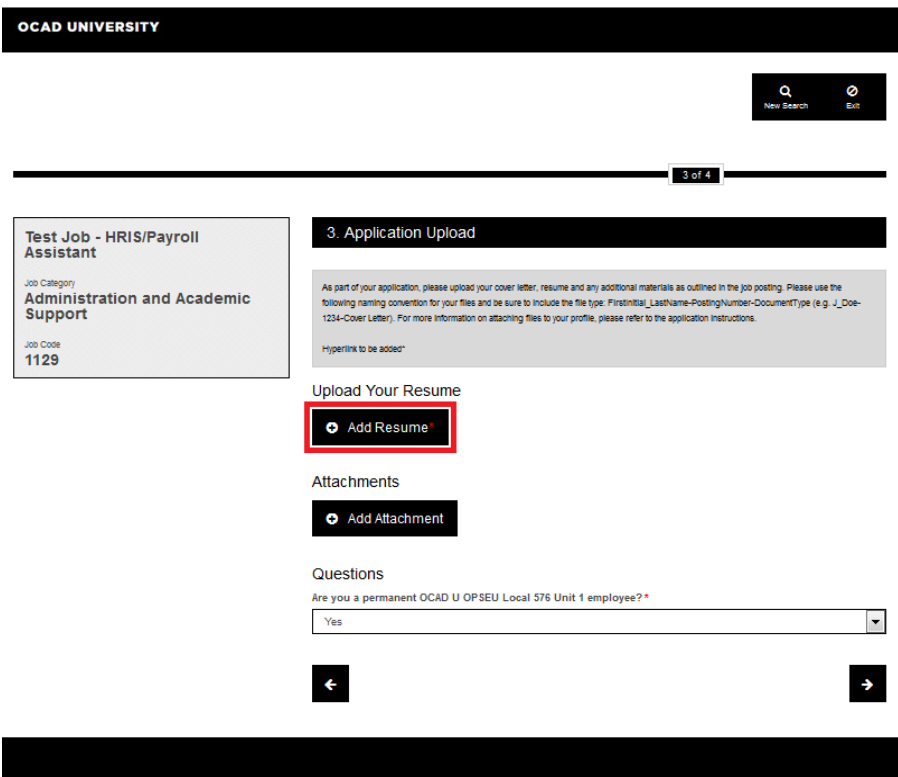 OCAD UNIVERSITY
New Search
Exit
3 of 4
Test Job - HRIS/Payroll
Assistant
Job Category
Administration and Academic
Support
Job Code
1129
3. Application Upload
As part of your application, please upload your cover letter, resume and any additional materials as outlined in the job posting. Please use the
following naming convention for your files and be sure to include the file type: FirstInitial_LastName-PostingNumber-DocumentType (e.g. J_Doe-
1234-Cover Letter). For more information on attaching files to your profile, please refer to the application instructions.
Hyperlink to be added*
Upload Your Resume
Add Resume*
Attachments
Add Attachment
Questions
Are you a permanent OCAD U OPSEU Local 576 Unit 1 employee?*
Yes